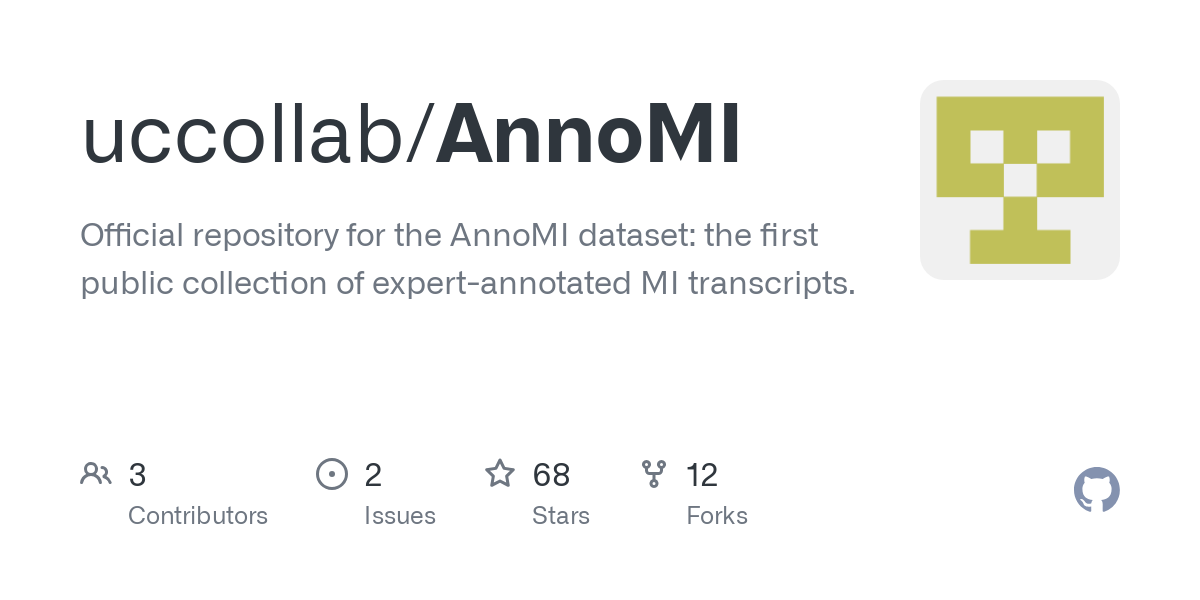 uccollab/AnnoMI
Official repository for the AnnoMI dataset: the first
public collection of expert-annotated MI transcripts.
3 2 68 12
Contributors Issues Stars Forks